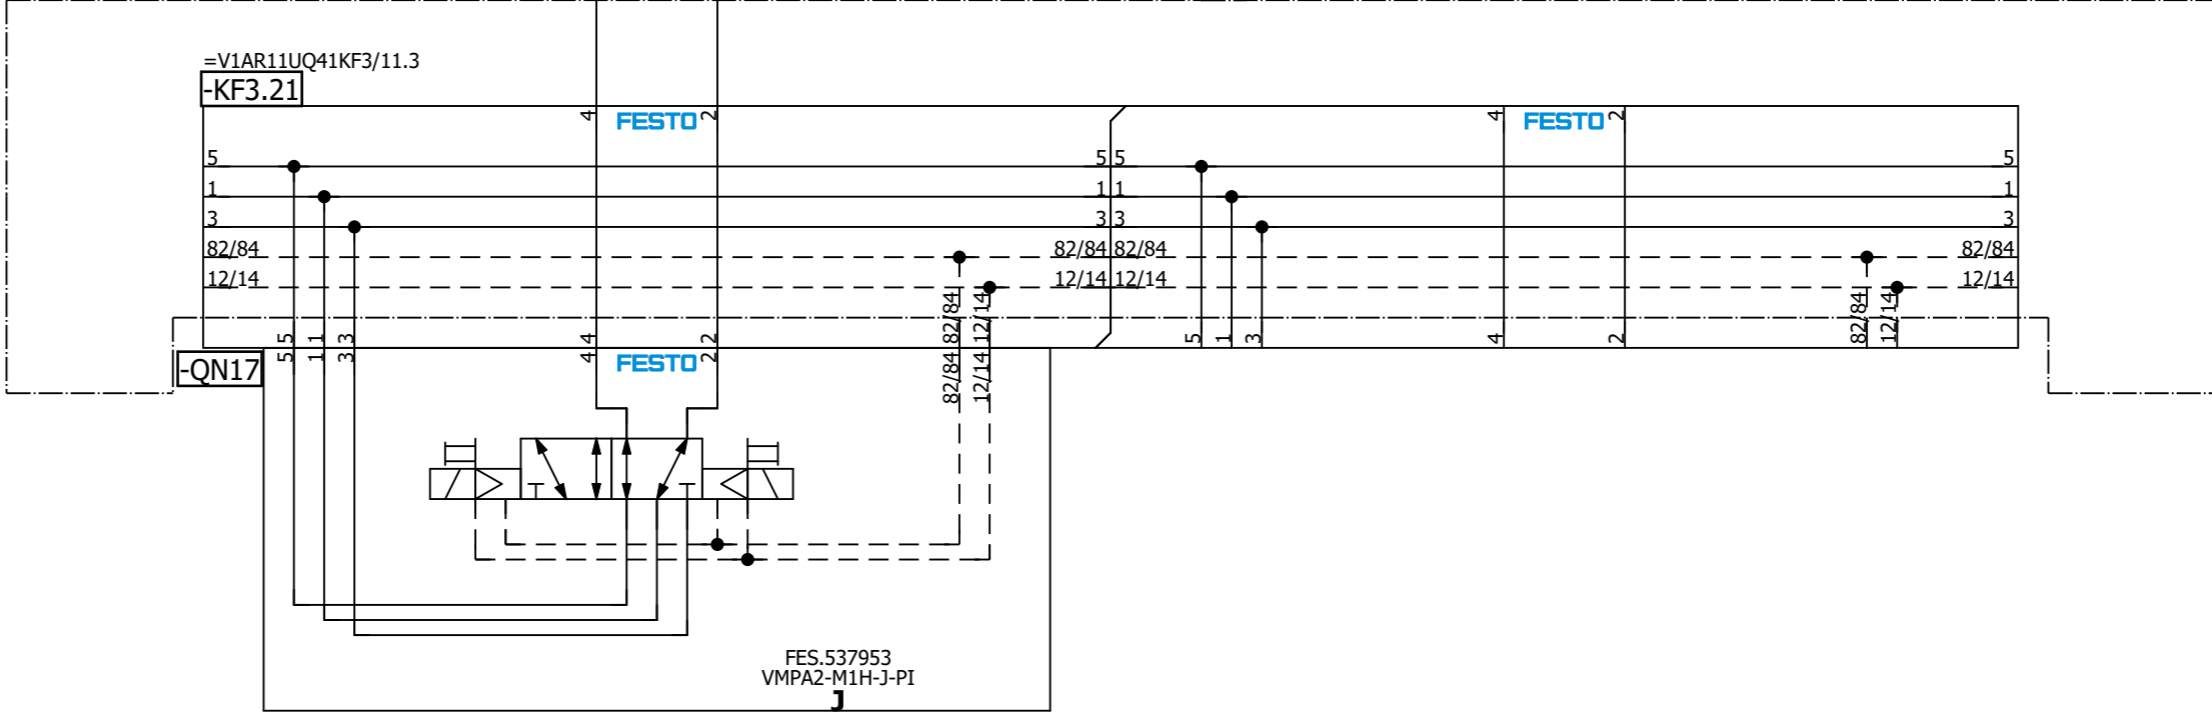 =V1AR11UQ41KF3/11.3
-KF3.21
4 FESTO 2 4 FESTO 2
5 5 5 5
1 1 1 1
3 3 3 3
82/84 82/84 82/84 82/84
12/14 12/14 12/14 12/14
5 1 3 4 2 82/84 12/14 5 1 3 4 2 82/84 12/14
-QN17
5 1 3 4 FESTO 2 82/84 12/14
FES.537953
VMPA2-M1H-J-PI
J